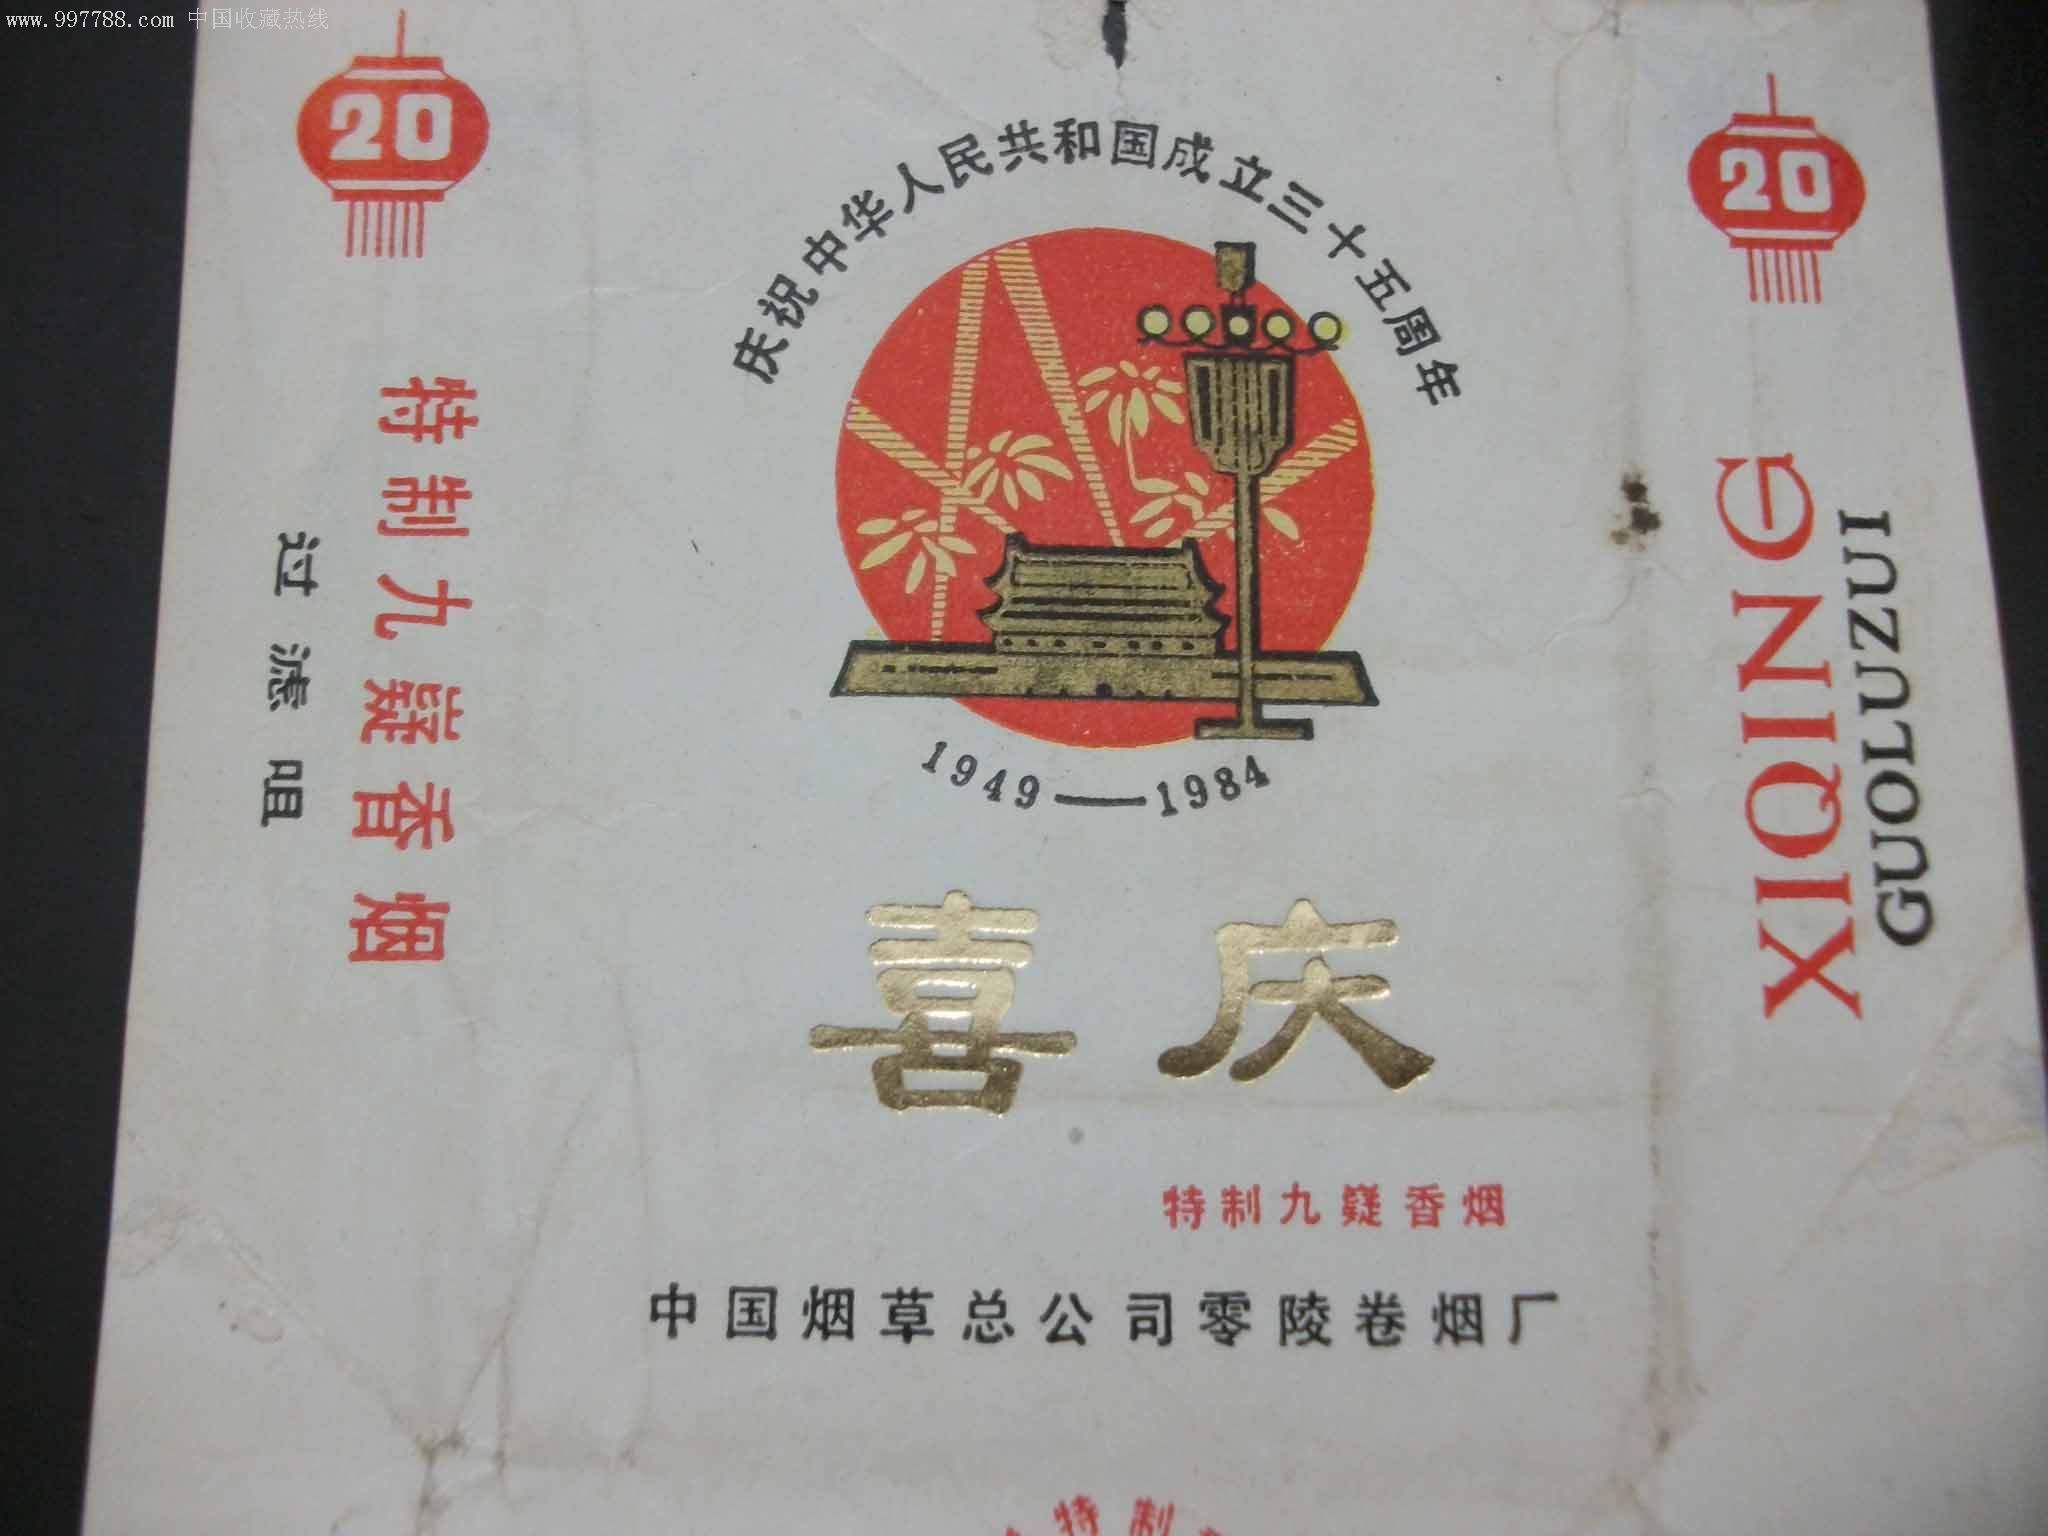 www.997788.com 中国收藏热线
20
特制九嶷香烟
过滤咀
庆祝中华人民共和国成立三十五周年
1949——1984
喜庆
特制九嶷香烟
中国烟草总公司零陵卷烟厂
20
XIQING
GUOLUZUI
特制